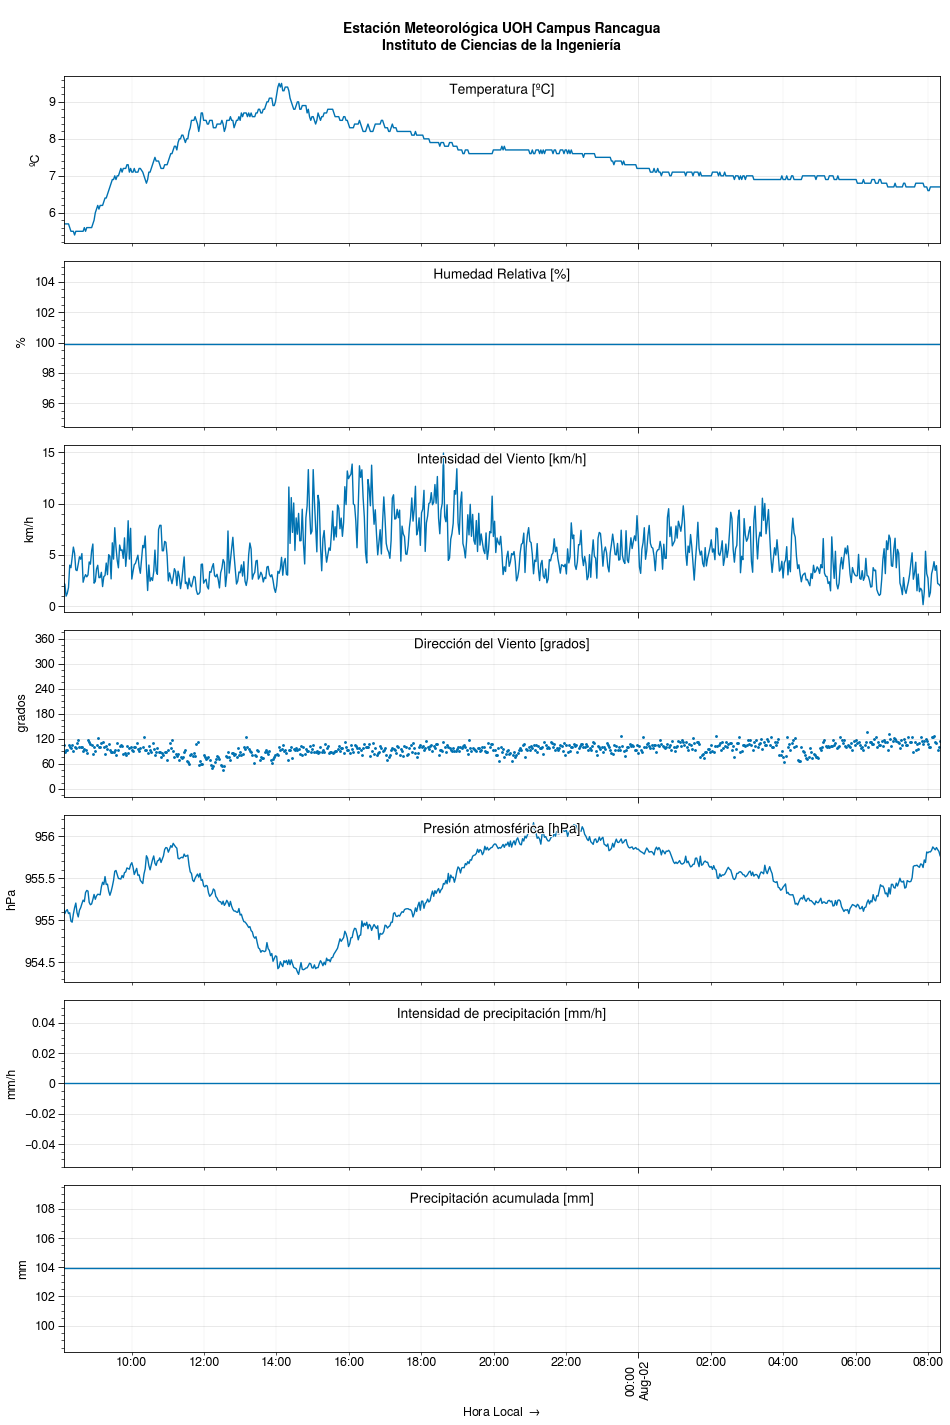 Estación Meteorológica UOH Campus Rancagua
Instituto de Ciencias de la Ingeniería
Temperatura [ºC]
ºC
9
8
7
6
Humedad Relativa [%]
%
104
102
100
98
96
Intensidad del Viento [km/h]
km/h
15
10
5
0
Dirección del Viento [grados]
grados
360
300
240
180
120
60
0
Presión atmosférica [hPa]
hPa
956
955.5
955
954.5
Intensidad de precipitación [mm/h]
mm/h
0.04
0.02
0
−0.02
−0.04
Precipitación acumulada [mm]
mm
108
106
104
102
100
10:00 12:00 14:00 16:00 18:00 20:00 22:00 00:00 02:00 04:00 06:00 08:00
Aug-02
Hora Local →